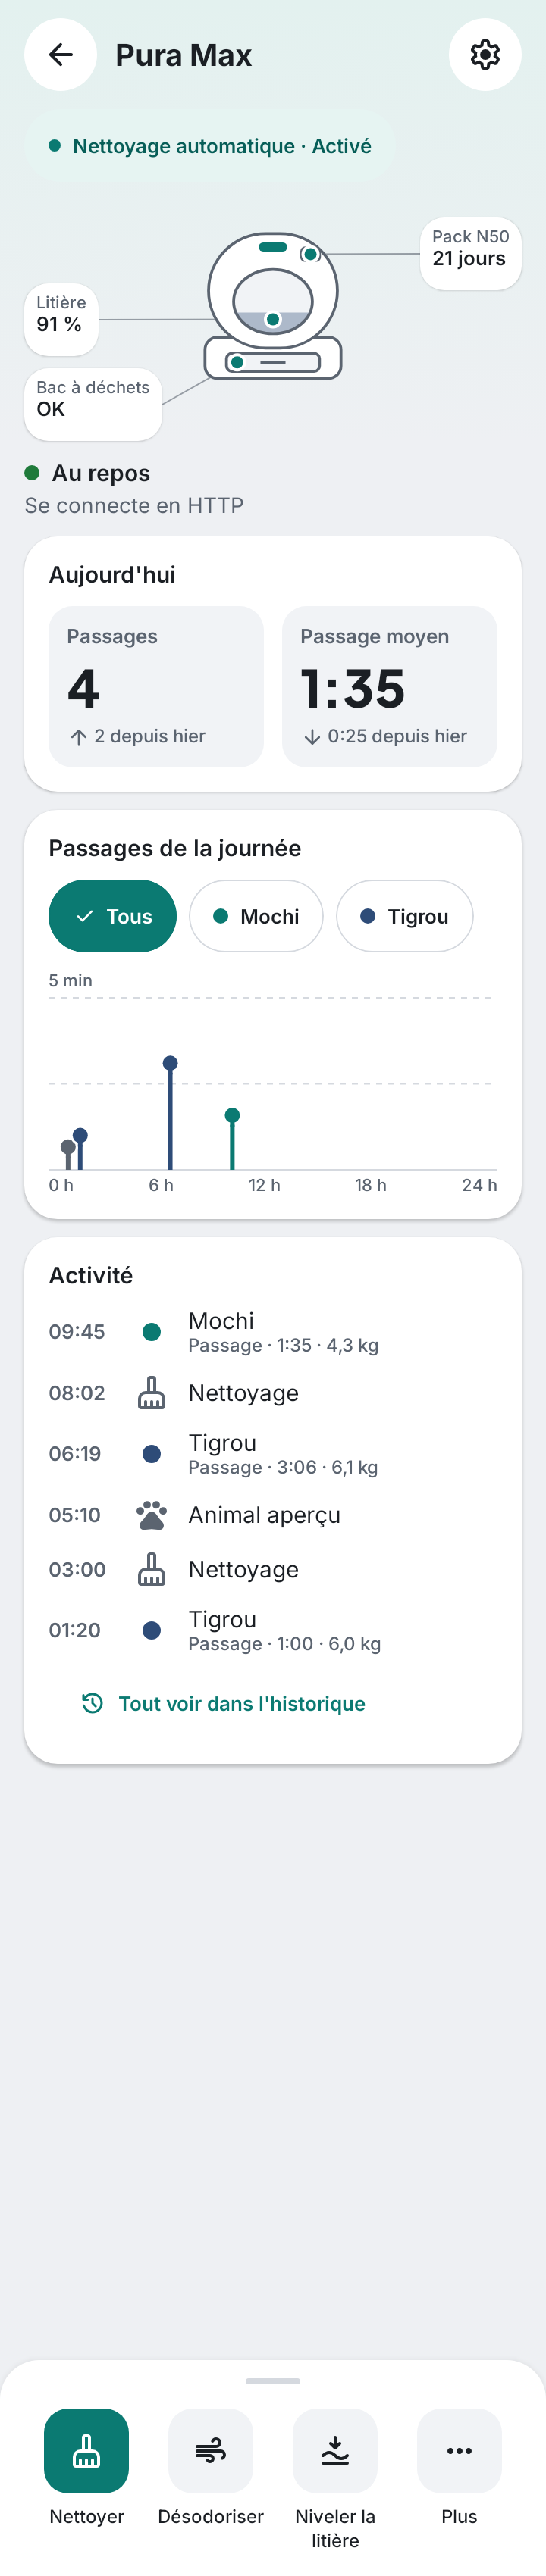 Pura Max
Nettoyage automatique · Activé
Pack N50
21 jours
Litière
91 %
Bac à déchets
OK
Au repos
Se connecte en HTTP
Aujourd'hui
Passages
4
↑ 2 depuis hier
Passage moyen
1:35
↓ 0:25 depuis hier
Passages de la journée
Tous
Mochi
Tigrou
5 min
0 h
6 h
12 h
18 h
24 h
Activité
09:45
Mochi
Passage · 1:35 · 4,3 kg
08:02
Nettoyage
06:19
Tigrou
Passage · 3:06 · 6,1 kg
05:10
Animal aperçu
03:00
Nettoyage
01:20
Tigrou
Passage · 1:00 · 6,0 kg
Tout voir dans l'historique
Nettoyer
Désodoriser
Niveler la
litière
Plus